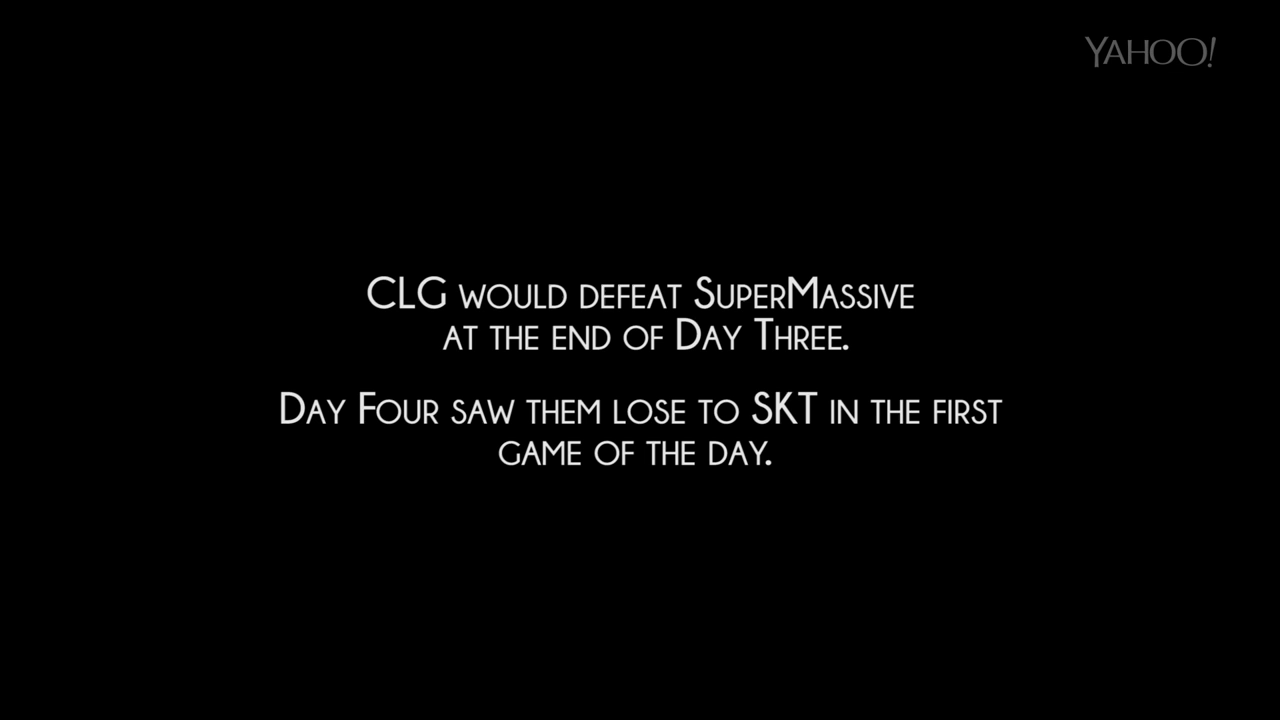 YAHOO!
CLG WOULD DEFEAT SUPERMASSIVE
AT THE END OF DAY THREE.
DAY FOUR SAW THEM LOSE TO SKT IN THE FIRST
GAME OF THE DAY.